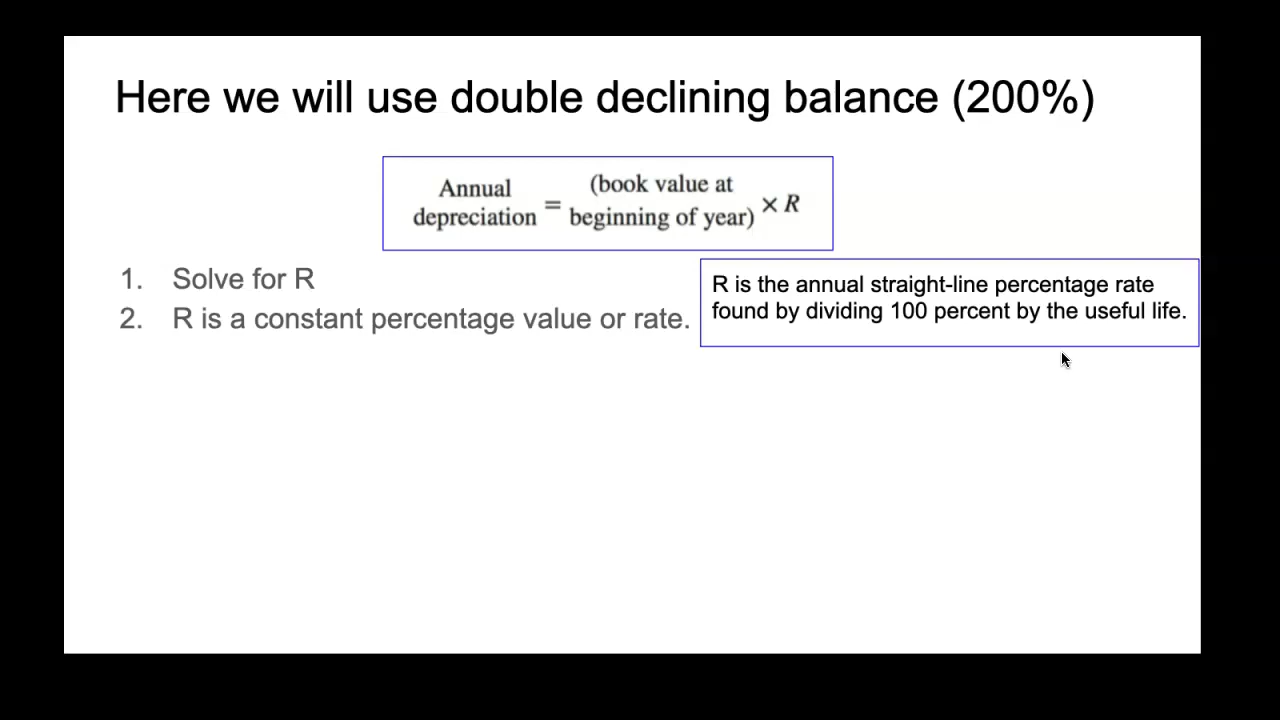 Here we will use double declining balance (200%)
Annual depreciation = (book value at beginning of year) × R
1. Solve for R
2. R is a constant percentage value or rate.
R is the annual straight-line percentage rate
found by dividing 100 percent by the useful life.